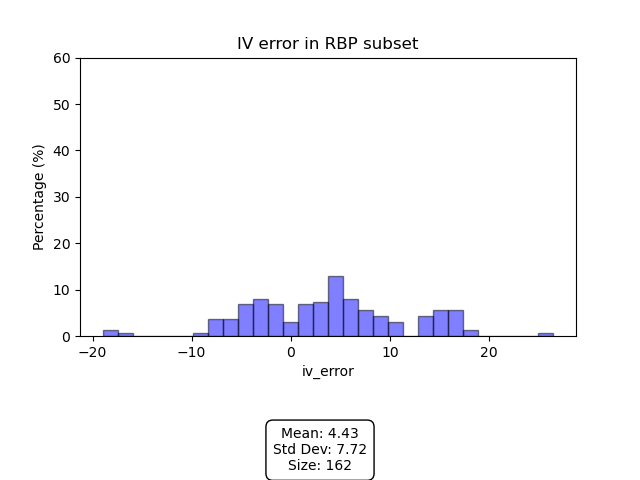 IV error in RBP subset
60
50
40
30
20
10
0
Percentage (%)
−20
−10
0
10
20
iv_error
Mean: 4.43
Std Dev: 7.72
Size: 162